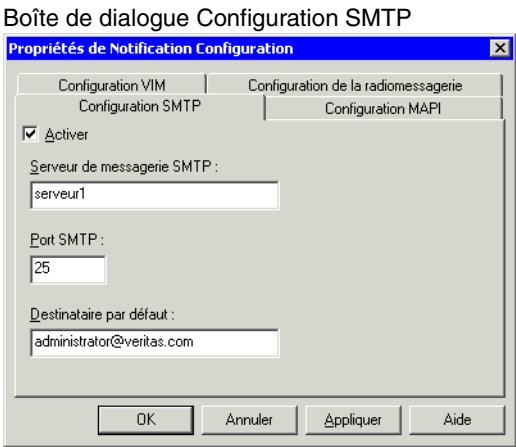 Boîte de dialogue Configuration SMTP
Propriétés de Notification Configuration
Configuration VIM
Configuration de la radiomessagerie
Configuration SMTP
Configuration MAPI
Activer
Serveur de messagerie SMTP :
serveur1
Port SMTP :
25
Destinataire par défaut :
administrator@veritas.com
OK
Annuler
Appliquer
Aide